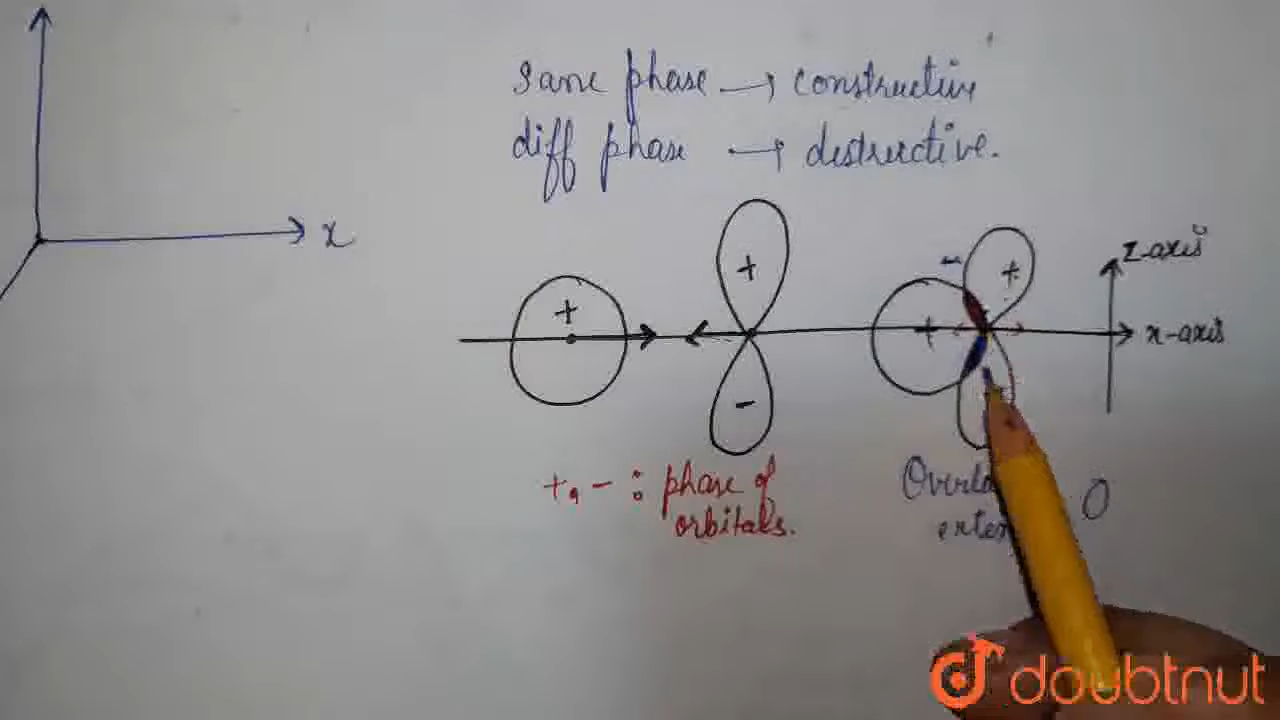 same phase → constructive
diff phase → destructive.
x
+
+
-
-
+
+
z-axis
x-axis
+, - : phase of
orbitals.
0
doubtnut